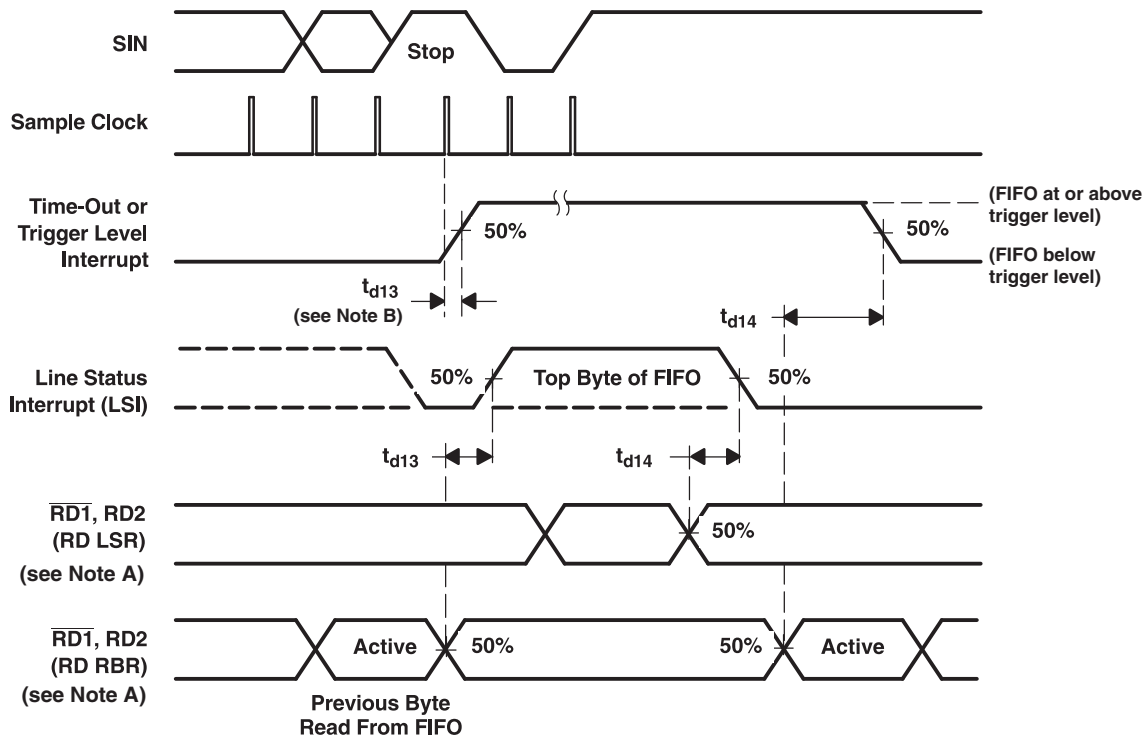 SIN
Stop
Sample Clock
Time-Out or
Trigger Level
Interrupt
50%
50%
(FIFO at or above
trigger level)
(FIFO below
trigger level)
td13
(see Note B)
td14
Line Status
Interrupt (LSI)
50%
Top Byte of FIFO
50%
td13
td14
RD1, RD2
(RD LSR)
(see Note A)
50%
RD1, RD2
(RD RBR)
(see Note A)
Active
50%
50%
Active
Previous Byte
Read From FIFO